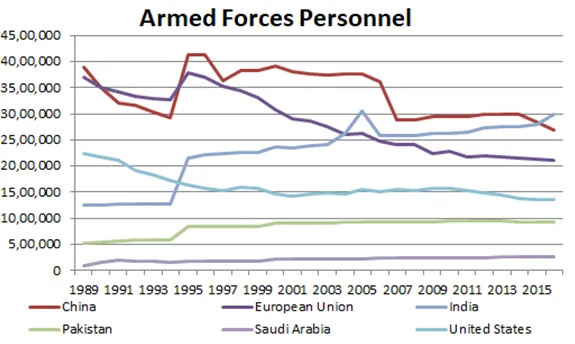 Armed Forces Personnel
45,00,000
40,00,000
35,00,000
30,00,000
25,00,000
20,00,000
15,00,000
10,00,000
5,00,000
0
1989 1991 1993 1995 1997 1999 2001 2003 2005 2007 2009 2011 2013 2015
China European Union India
Pakistan Saudi Arabia United States